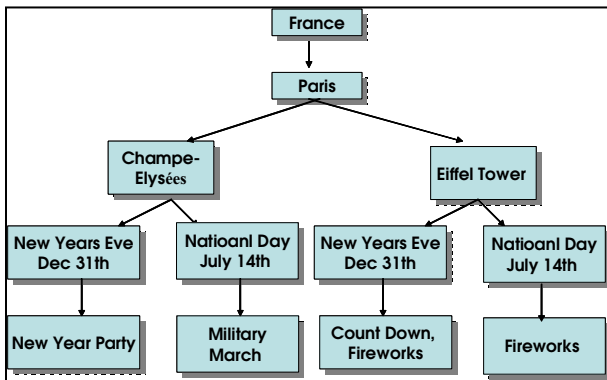 France
Paris
Champe-
Elysées
Eiffel Tower
New Years Eve
Dec 31th
Natioanl Day
July 14th
New Years Eve
Dec 31th
Natioanl Day
July 14th
New Year Party
Military
March
Count Down,
Fireworks
Fireworks